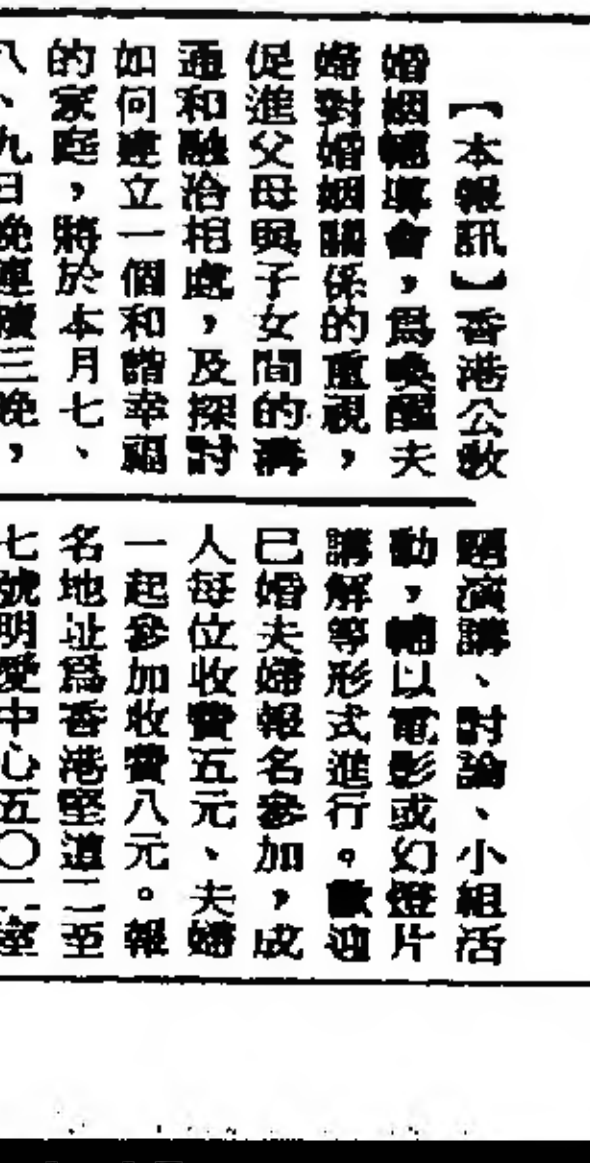 【本報訊】香港公教
婚姻輔導會，爲喚醒夫
婦對婚姻關係的重視，
促進父母與子女間的溝
通和融洽相處，及探討
如何建立一個和諧幸福
的家庭，將於本月七、
八、九日晚連續三晚，
題演講、討論、小組活
動，輔以電影或幻燈片
講解等形式進行。歡迎
已婚夫婦報名參加，成
人每位收費五元、夫婦
一起參加收費八元。報
名地址爲香港堅道二至
七號明愛中心五〇二室